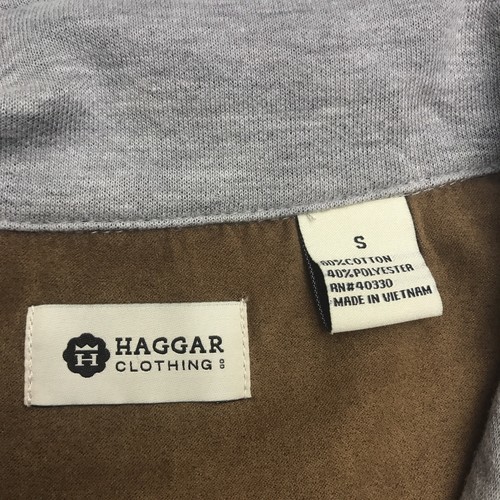 H HAGGAR
CLOTHING CO
S
60%COTTON
40%POLYESTER
RN#40330
MADE IN VIETNAM